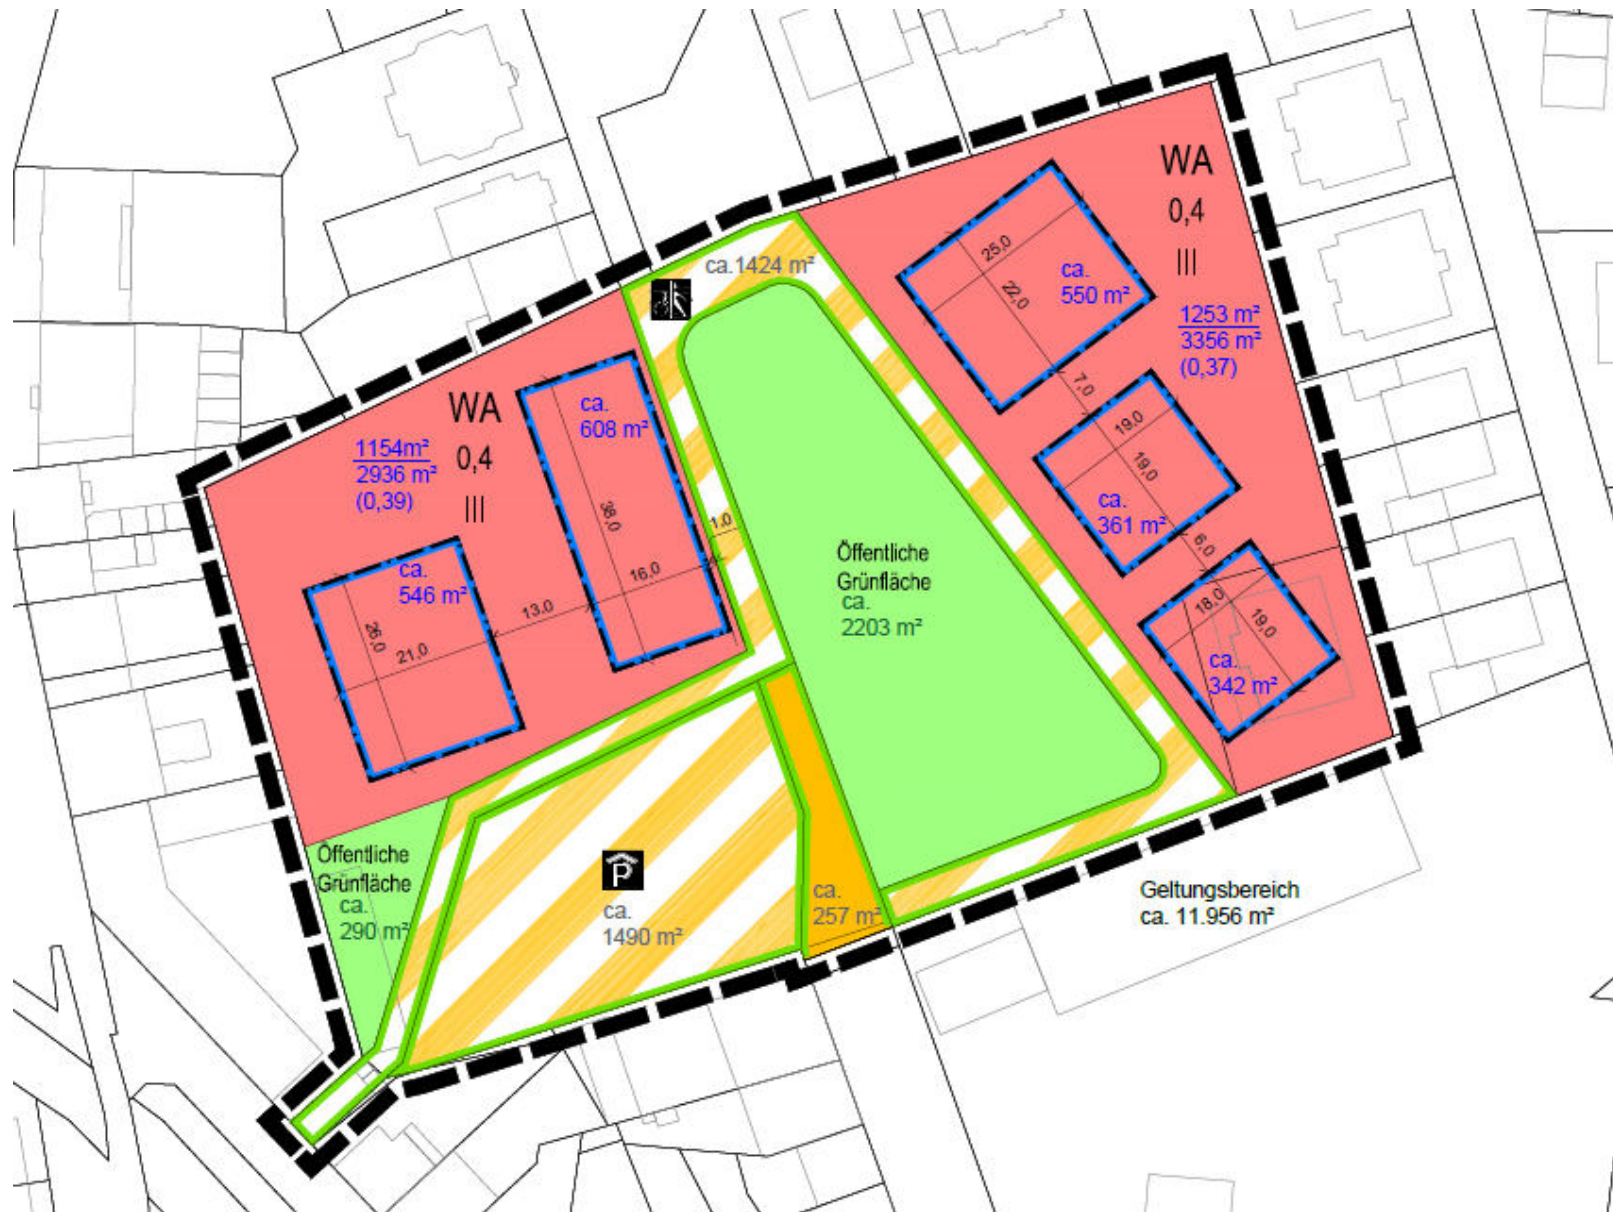 WA
0,4
III
ca.1424 m²
25,0
22,0
ca.
550 m²
1253 m²
3356 m²
(0,37)
7,0
19,0
19,0
ca.
361 m²
6,0
18,0
19,0
ca.
342 m²
WA
0,4
III
1154m²
2936 m²
(0,39)
ca.
608 m²
38,0
16,0
1,0
13,0
ca.
546 m²
26,0
21,0
Öffentliche
Grünfläche
ca.
2203 m²
Öffentliche
Grünfläche
ca.
290 m²
P
ca.
1490 m²
ca.
257 m²
Geltungsbereich
ca. 11.956 m²